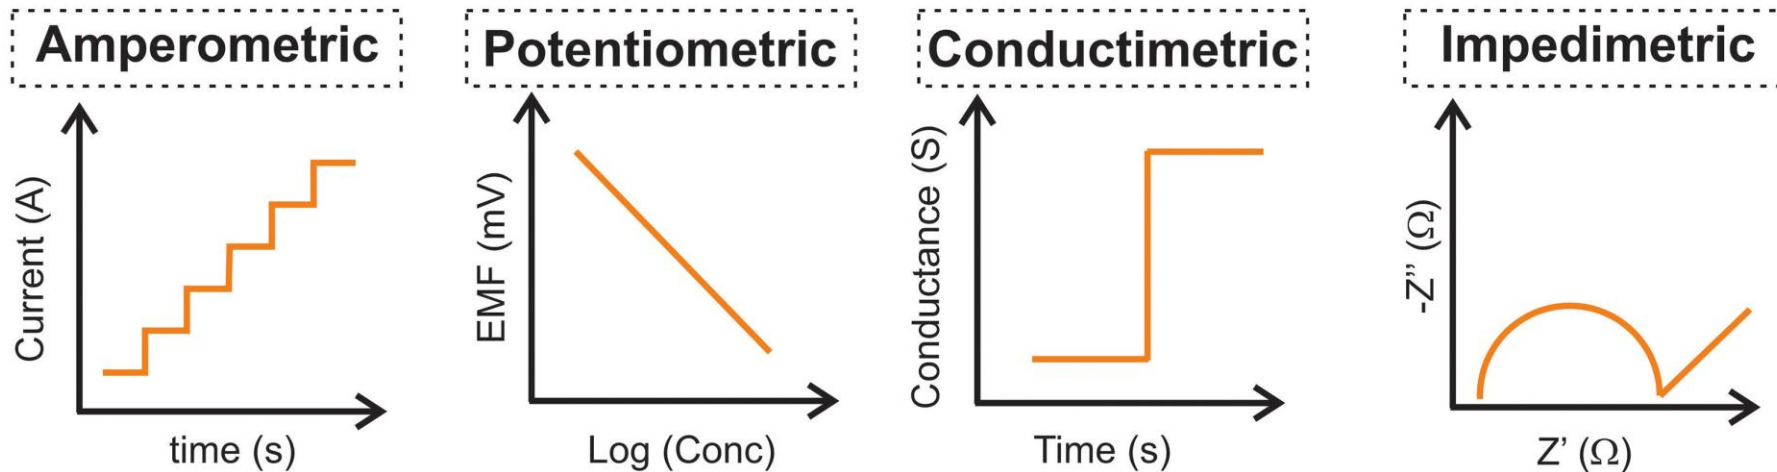 Amperometric
Current (A)
time (s)
Potentiometric
EMF (mV)
Log (Conc)
Conductimetric
Conductance (S)
Time (s)
Impedimetric
-Z” (Ω)
Z’ (Ω)